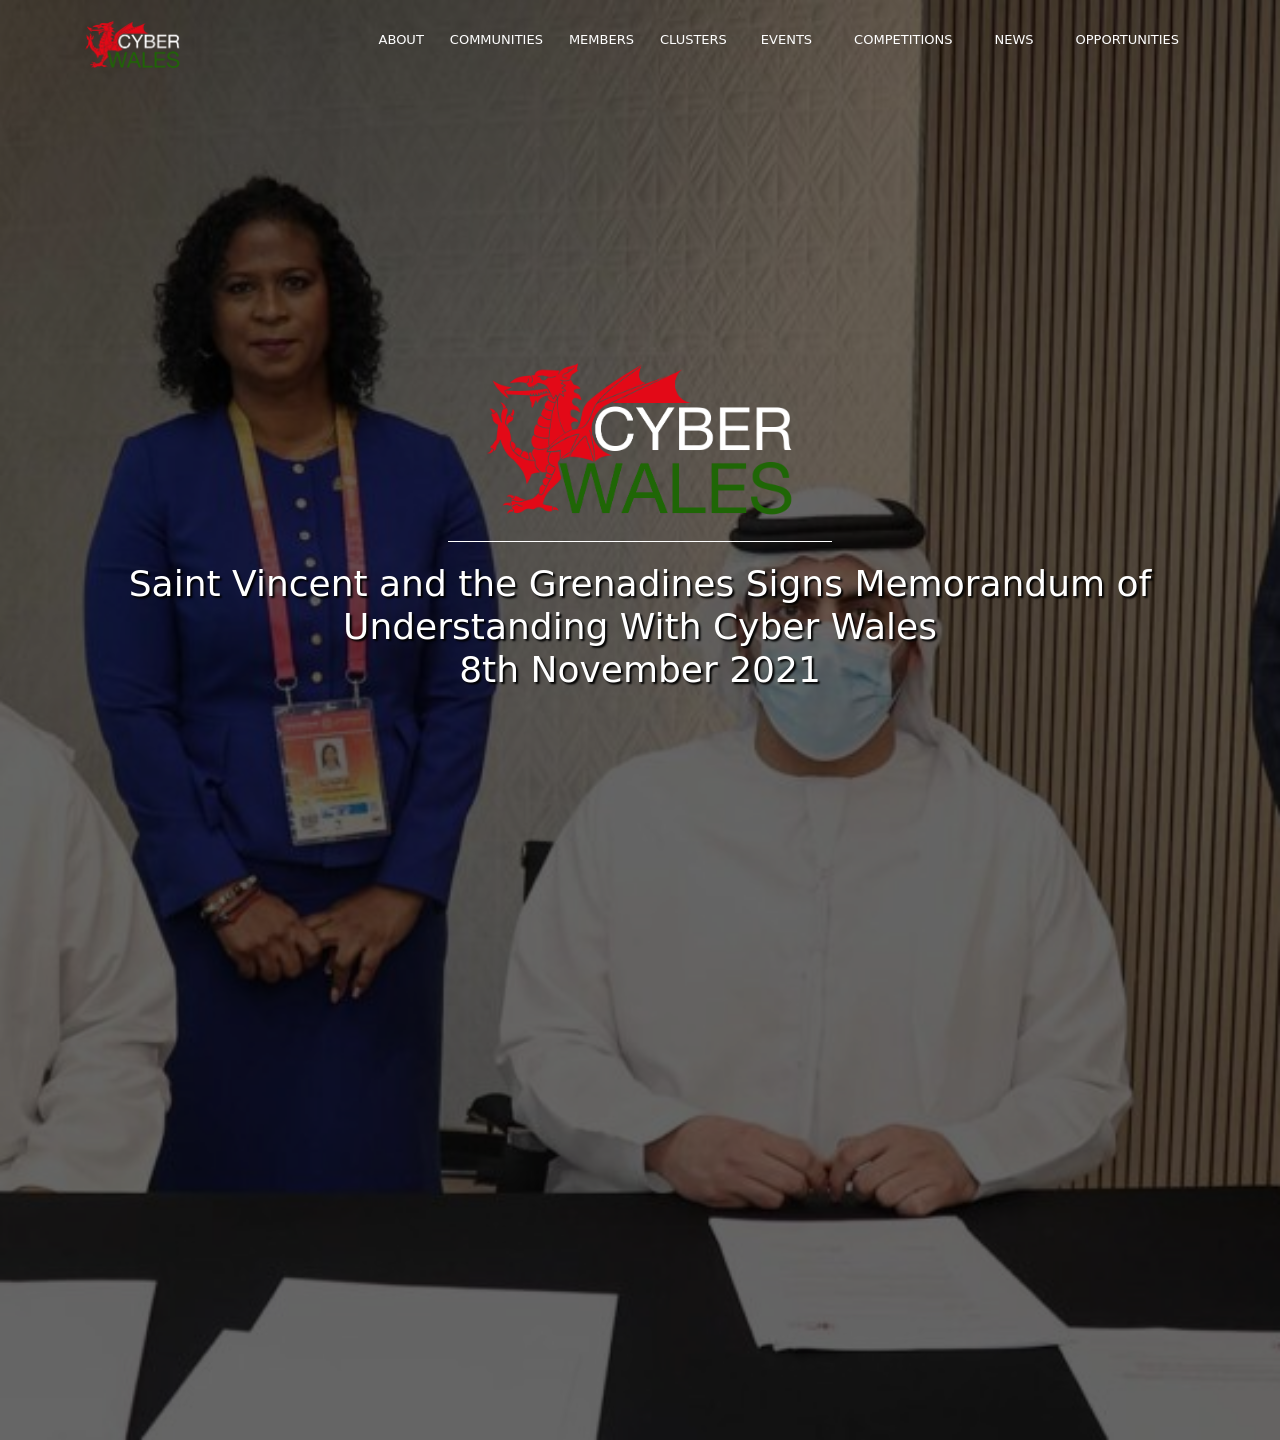 CYBER
WALES
ABOUT COMMUNITIES MEMBERS CLUSTERS EVENTS COMPETITIONS NEWS OPPORTUNITIES
CYBER
WALES
Saint Vincent and the Grenadines Signs Memorandum of
Understanding With Cyber Wales
8th November 2021